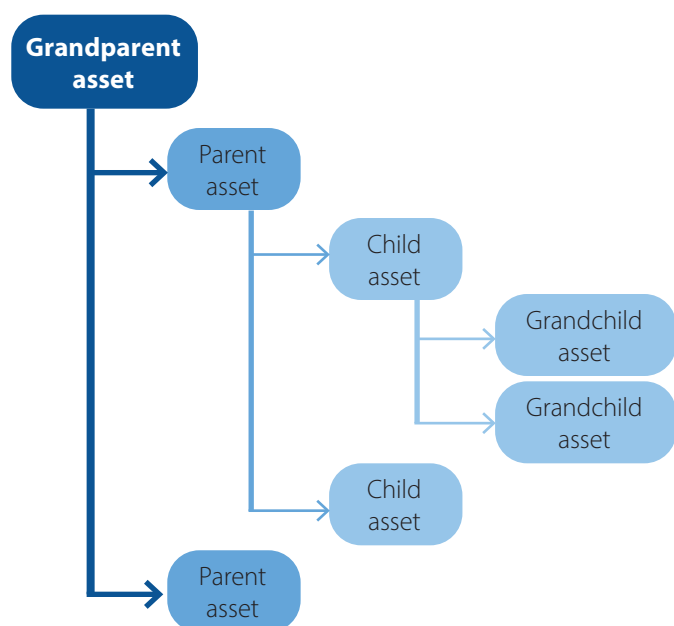 Grandparent
asset
Parent
asset
Child
asset
Grandchild
asset
Grandchild
asset
Child
asset
Parent
asset